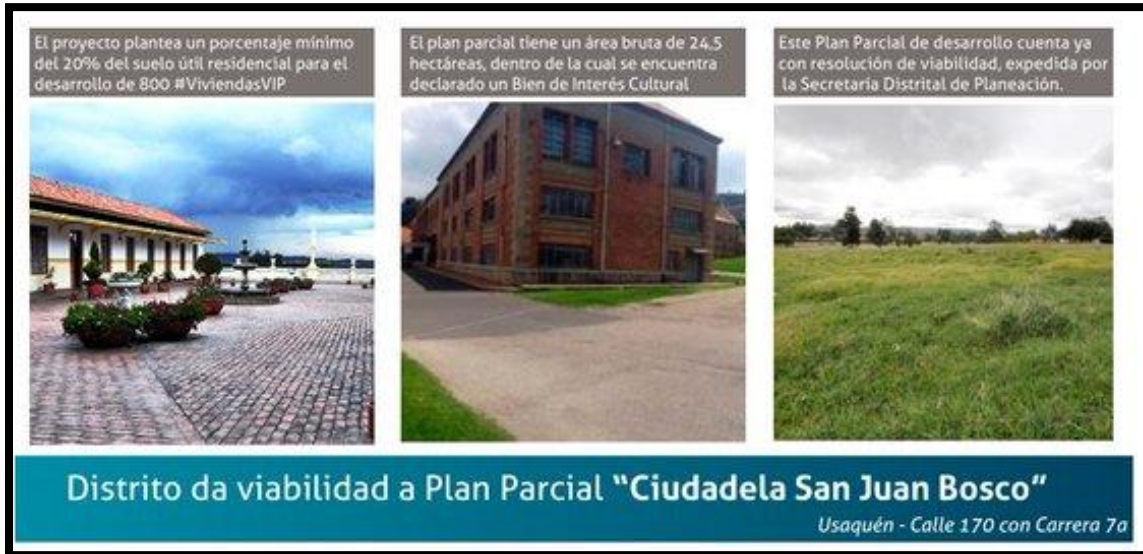 El proyecto plantea un porcentaje mínimo
del 20% del suelo útil residencial para el
desarrollo de 800 #ViviendasVIP
El plan parcial tiene un área bruta de 24,5
hectáreas, dentro de la cual se encuentra
declarado un Bien de Interés Cultural
Este Plan Parcial de desarrollo cuenta ya
con resolución de viabilidad, expedida por
la Secretaría Distrital de Planeación.
Distrito da viabilidad a Plan Parcial "Ciudadela San Juan Bosco"
Usaquén - Calle 170 con Carrera 7a